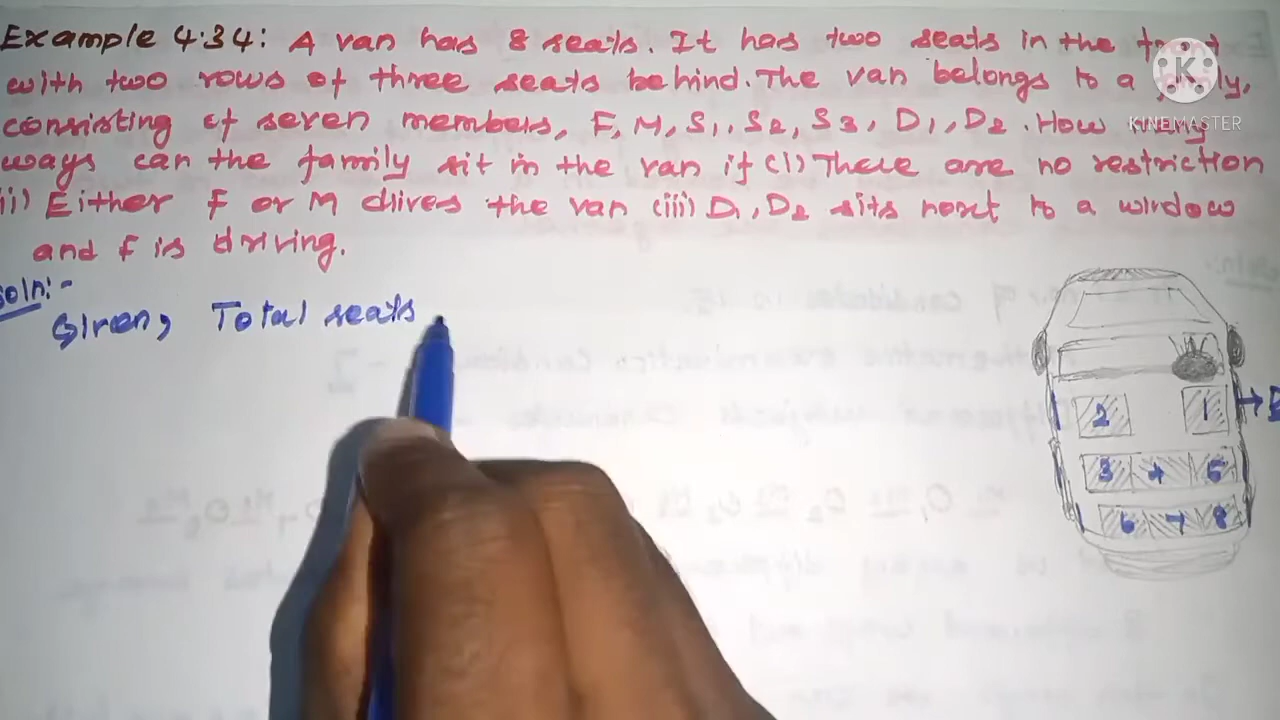 Example 4.34: A van has 8 seats. It has two seats in the front
with two rows of three seats behind. The van belongs to a
consisting of seven members, F, M, S1, S2, S3, D1, D2. How
ways can the family sit in the van if (i) There are no restriction
ii) Either F or M drives the van (iii) D1, D2 sits next to a window
and F is driving.
Soln:-
Given, Total seats
KINEMASTER
2 1
3 4 5
6 7 8